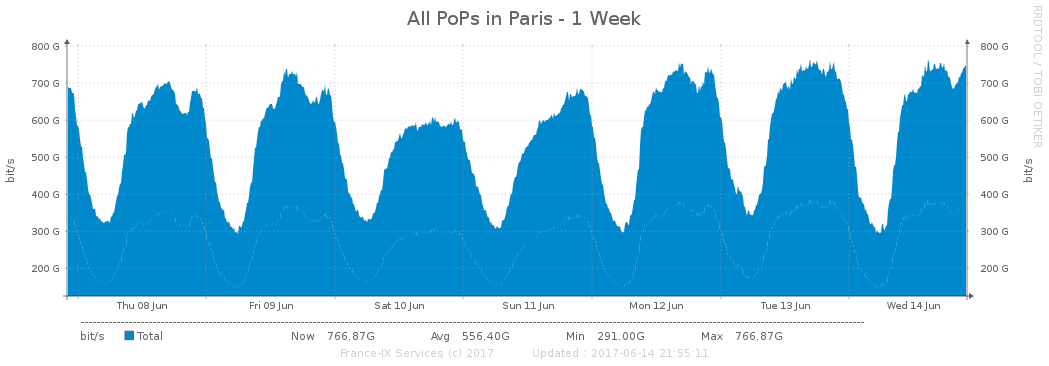 All PoPs in Paris - 1 Week
RRDTOOL / TOBI OETIKER
800 G 800 G
700 G 700 G
600 G 600 G
500 G 500 G
400 G 400 G
300 G 300 G
200 G 200 G
bit/s bit/s
Thu 08 Jun Fri 09 Jun Sat 10 Jun Sun 11 Jun Mon 12 Jun Tue 13 Jun Wed 14 Jun
bit/s Total Now 766.87G Avg 556.40G Min 291.00G Max 766.87G
France-IX Services (c) 2017 Updated : 2017-06-14 21:55:11